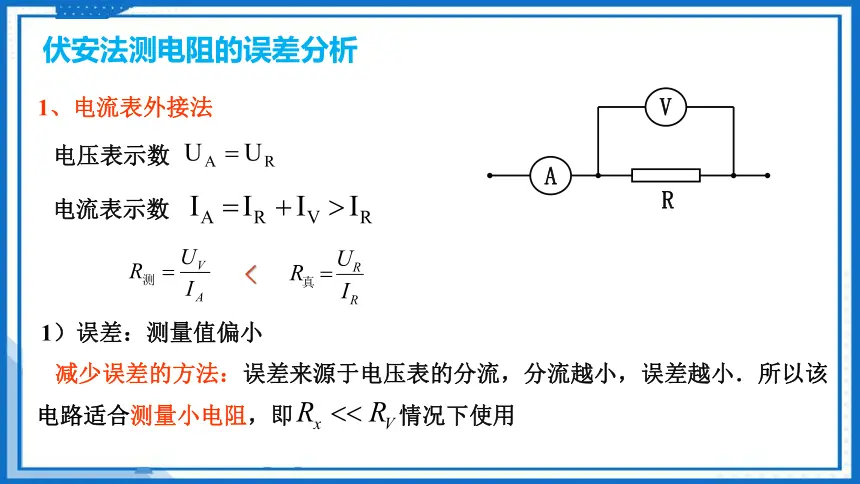 伏安法测电阻的误差分析
1、电流表外接法
V
A
R
电压表示数 U_A = U_R
电流表示数 I_A = I_R + I_V > I_R
R_测 = U_V / I_A < R_真 = U_R / I_R
1）误差：测量值偏小
减少误差的方法：误差来源于电压表的分流，分流越小，误差越小．所以该
电路适合测量小电阻，即 R_x << R_V 情况下使用